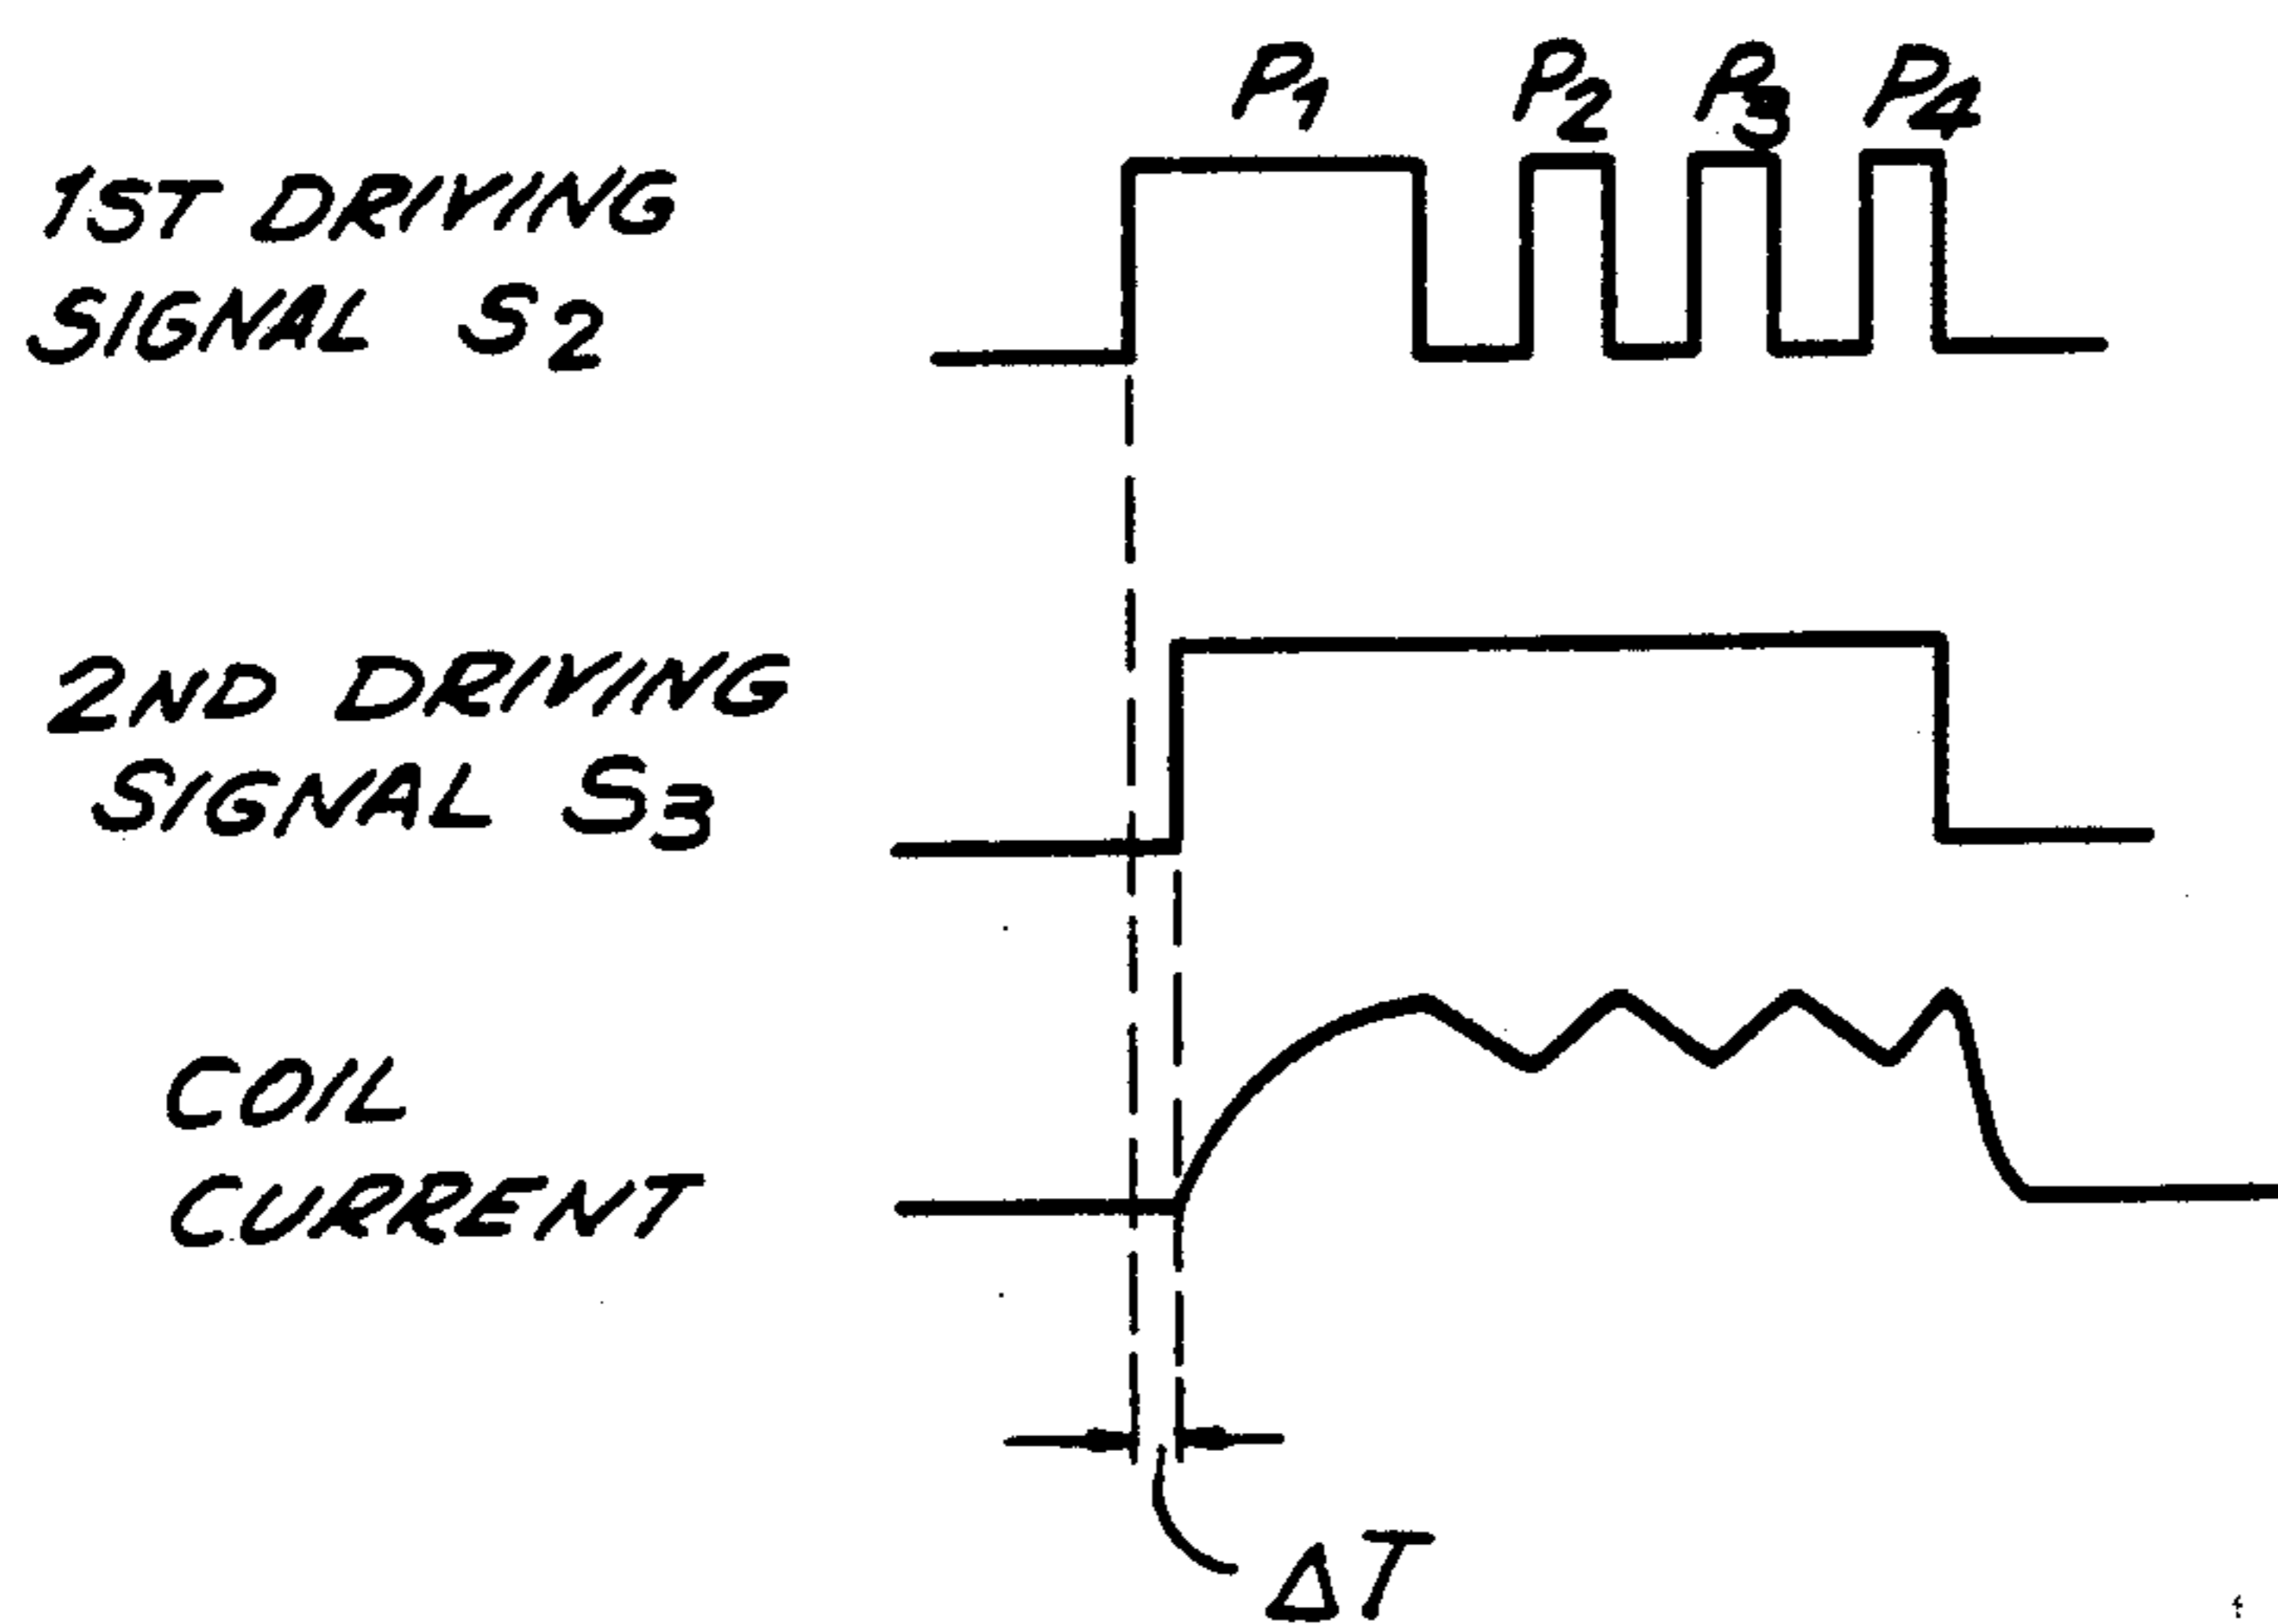 P1 P2 P3 P4
1ST DRIVING
SIGNAL S2
2ND DRIVING
SIGNAL S3
COIL
CURRENT
ΔT